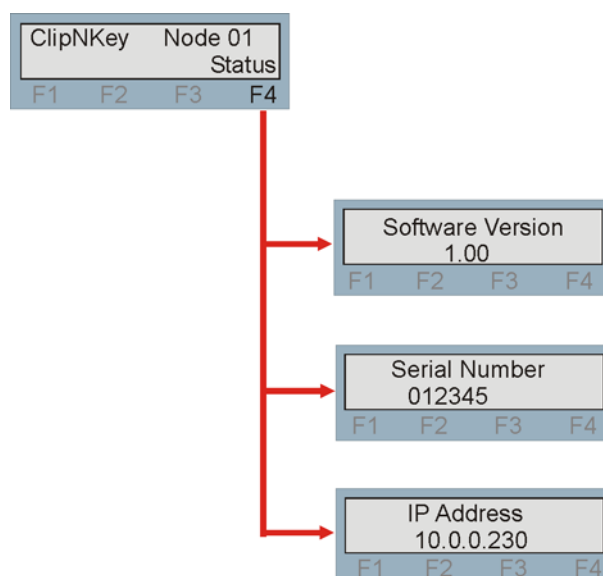 ClipNKey Node 01
Status
F1 F2 F3 F4
Software Version
1.00
F1 F2 F3 F4
Serial Number
012345
F1 F2 F3 F4
IP Address
10.0.0.230
F1 F2 F3 F4